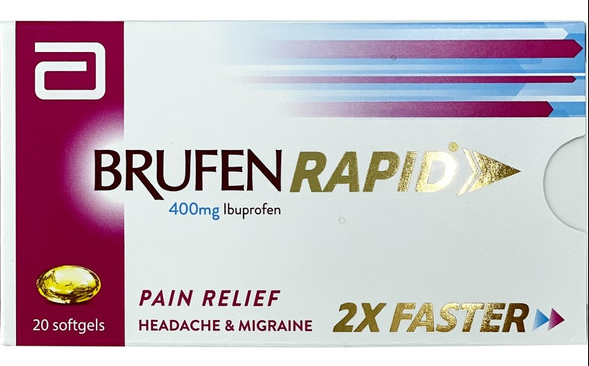 BRUFEN RAPID®
400mg Ibuprofen
PAIN RELIEF
HEADACHE & MIGRAINE
2X FASTER
20 softgels